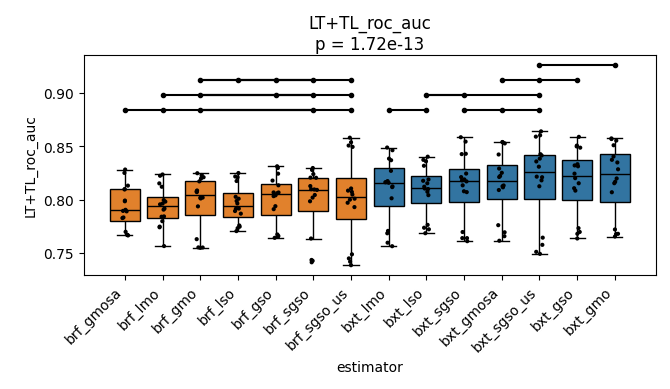 LT+TL_roc_auc
p = 1.72e-13
LT+TL_roc_auc
0.90
0.85
0.80
0.75
brf_gmosa
brf_lmo
brf_gmo
brf_lso
brf_gso
brf_sgso
brf_sgso_us
bxt_lmo
bxt_lso
bxt_sgso
bxt_gmosa
bxt_sgso_us
bxt_gso
bxt_gmo
estimator